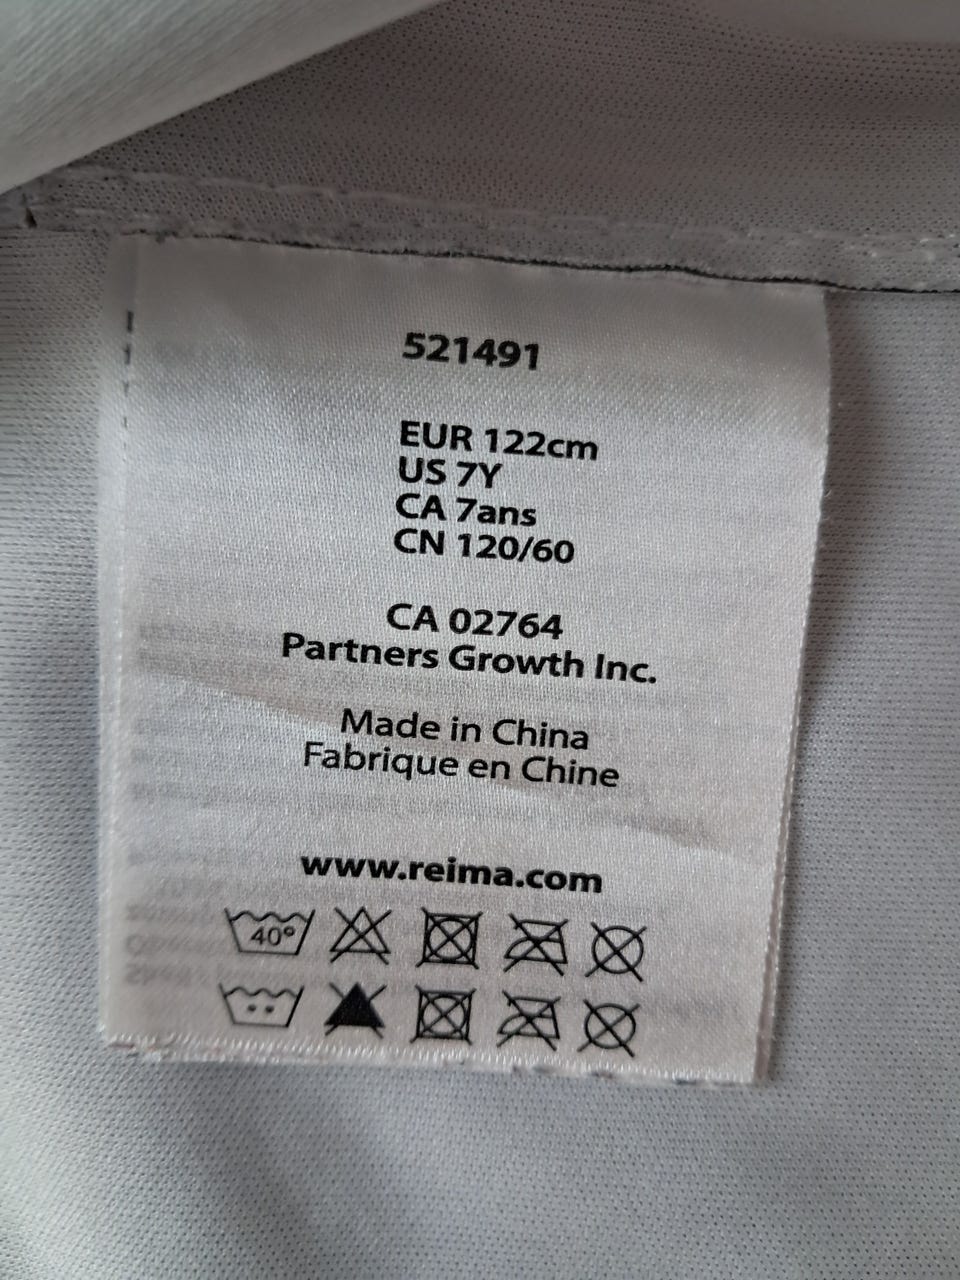 521491
EUR 122cm
US 7Y
CA 7ans
CN 120/60
CA 02764
Partners Growth Inc.
Made in China
Fabrique en Chine
www.reima.com
40°